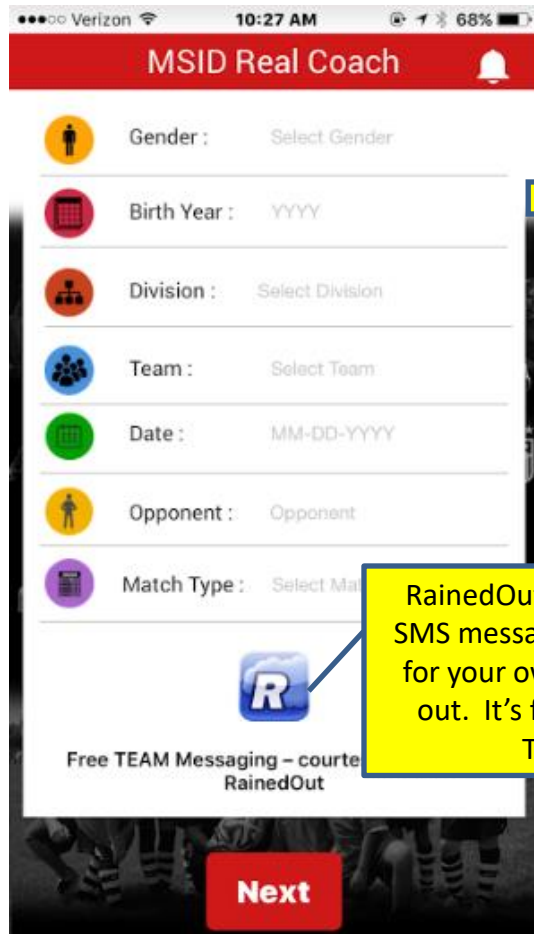 Verizon 10:27 AM 68%
MSID Real Coach
Gender : Select Gender
Birth Year : YYYY
Division : Select Division
Team : Select Team
Date : MM-DD-YYYY
Opponent : Opponent
Match Type : Select
RainedOu
SMS messa
for your
out. It's
R
Free TEAM Messaging – courte
RainedOut
Next